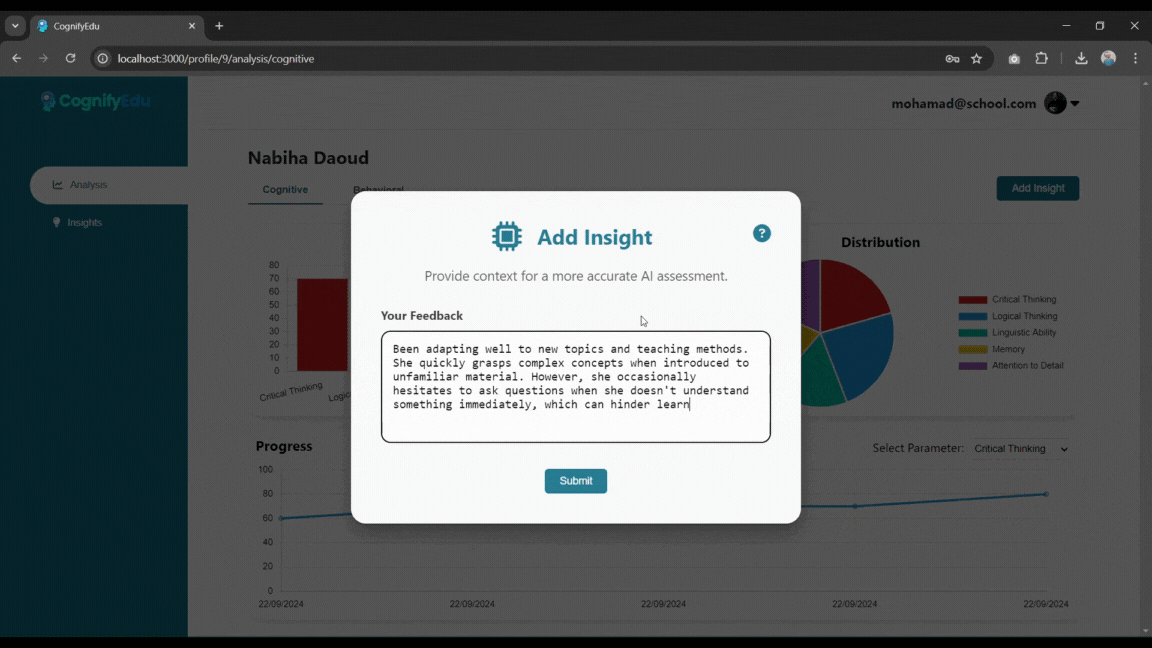 CognifyEdu
localhost:3000/profile/9/analysis/cognitive
CognifyEdu
mohamad@school.com
Nabiha Daoud
Analysis
Cognitive
Behavioral
Add Insight
Insights
Add Insight
?
Provide context for a more accurate AI assessment.
Your Feedback
Been adapting well to new topics and teaching methods.
She quickly grasps complex concepts when introduced to
unfamiliar material. However, she occasionally
hesitates to ask questions when she doesn't understand
something immediately, which can hinder learn
Submit
80
70
60
50
40
30
20
10
0
Critical Thinking
Distribution
Critical Thinking
Logical Thinking
Linguistic Ability
Memory
Attention to Detail
Progress
Select Parameter: Critical Thinking
100
80
60
40
20
0
22/09/2024 22/09/2024 22/09/2024 22/09/2024 22/09/2024